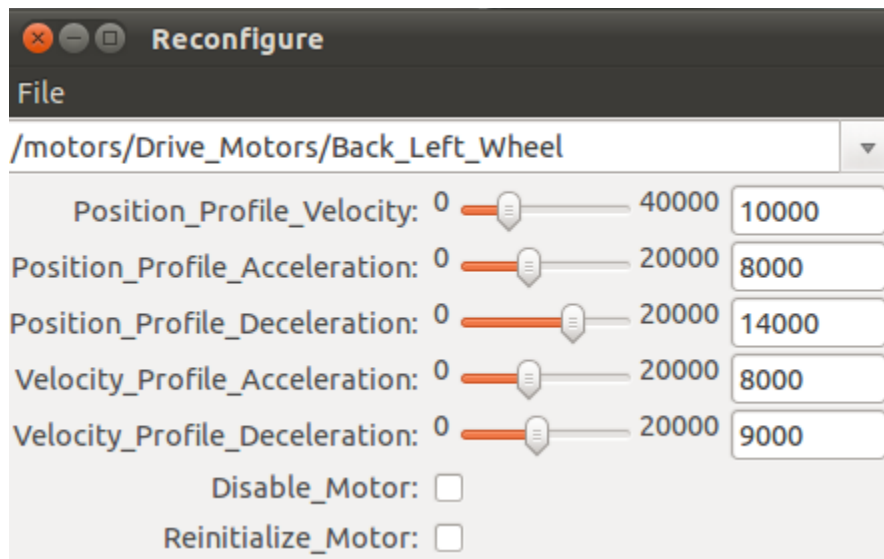 Reconfigure
File
/motors/Drive_Motors/Back_Left_Wheel
Position_Profile_Velocity: 0 40000 10000
Position_Profile_Acceleration: 0 20000 8000
Position_Profile_Deceleration: 0 20000 14000
Velocity_Profile_Acceleration: 0 20000 8000
Velocity_Profile_Deceleration: 0 20000 9000
Disable_Motor:
Reinitialize_Motor: